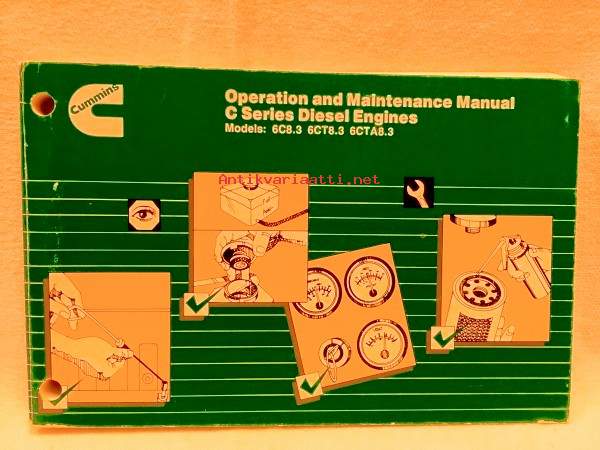 Cummins
Operation and Maintenance Manual
C Series Diesel Engines
Models: 6C8.3 6CT8.3 6CTA8.3
Antikvariaatti.net